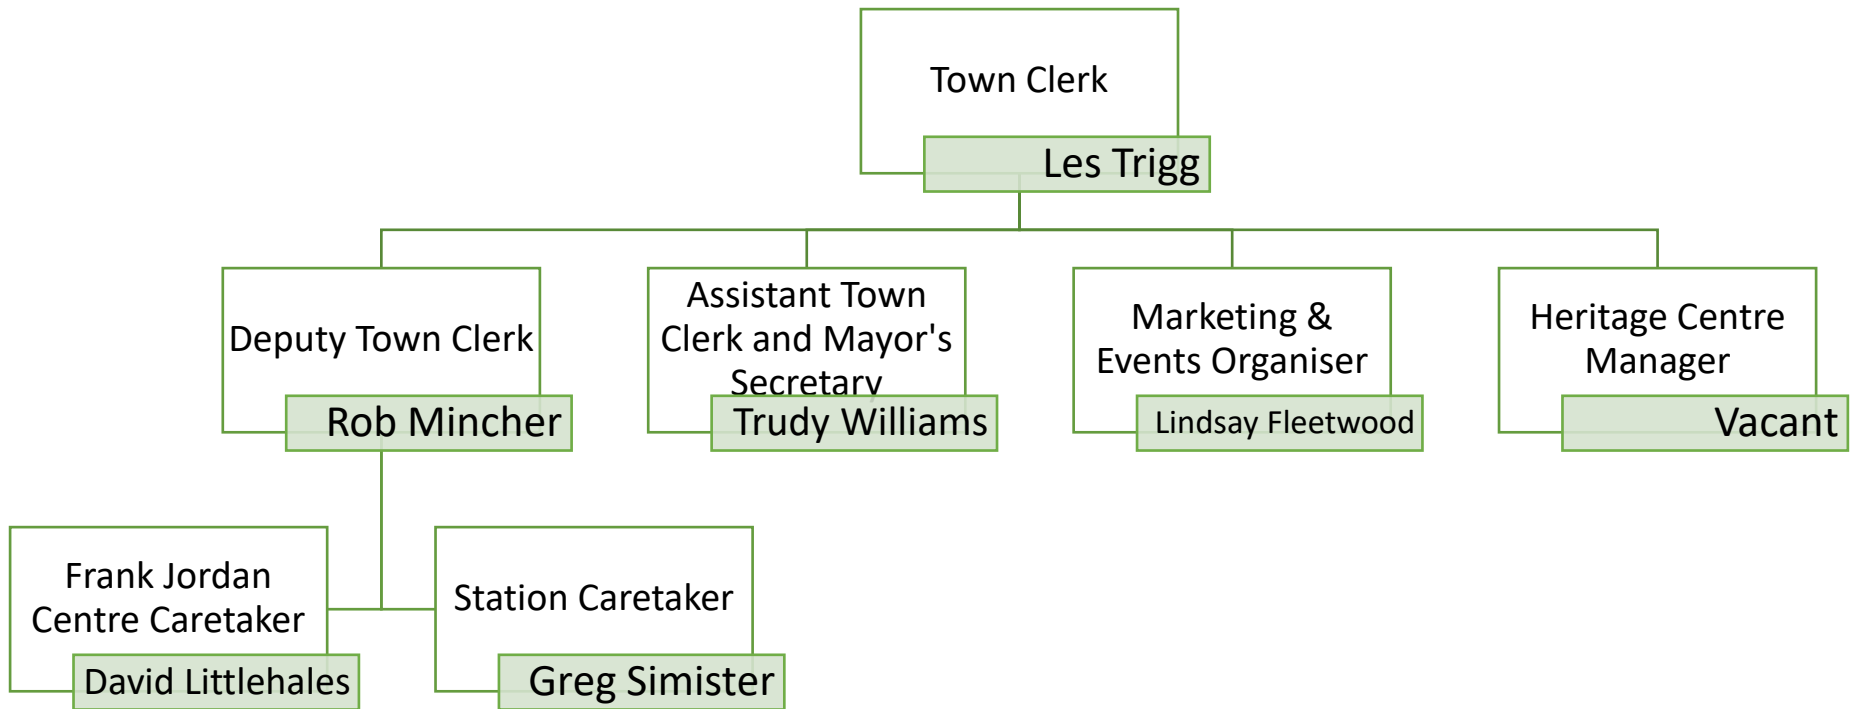 Town Clerk
Les Trigg
Deputy Town Clerk
Rob Mincher
Assistant Town
Clerk and Mayor's
Secretary
Trudy Williams
Marketing &
Events Organiser
Lindsay Fleetwood
Heritage Centre
Manager
Vacant
Frank Jordan
Centre Caretaker
David Littlehales
Station Caretaker
Greg Simister